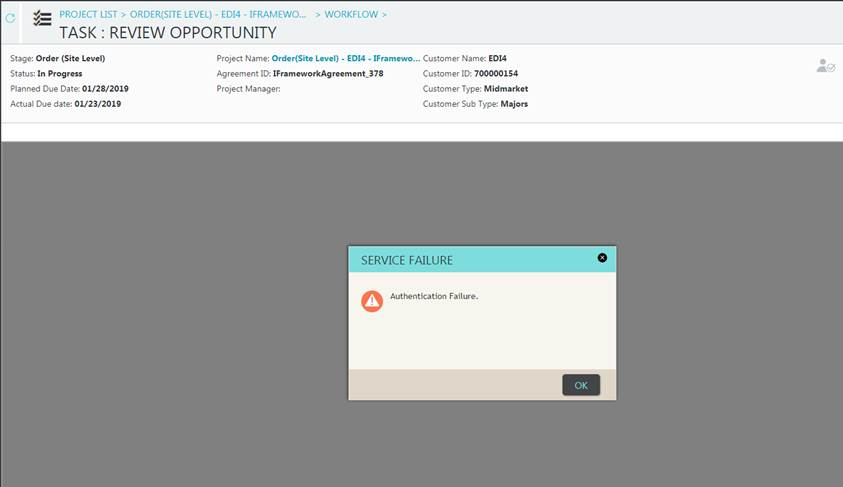 PROJECT LIST > ORDER(SITE LEVEL) - EDI4 - IFRAMEWO... > WORKFLOW >
TASK : REVIEW OPPORTUNITY
Stage: Order (Site Level)
Status: In Progress
Planned Due Date: 01/28/2019
Actual Due date: 01/23/2019
Project Name: Order(Site Level) - EDI4 - IFramewo...
Agreement ID: IFrameworkAgreement_378
Project Manager:
Customer Name: EDI4
Customer ID: 700000154
Customer Type: Midmarket
Customer Sub Type: Majors
SERVICE FAILURE
Authentication Failure.
OK